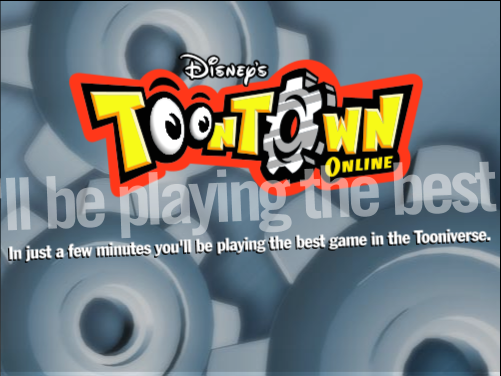 Disney's
TOONTOWN
ONLINE
'll be playing the best
In just a few minutes you'll be playing the best game in the Tooniverse.